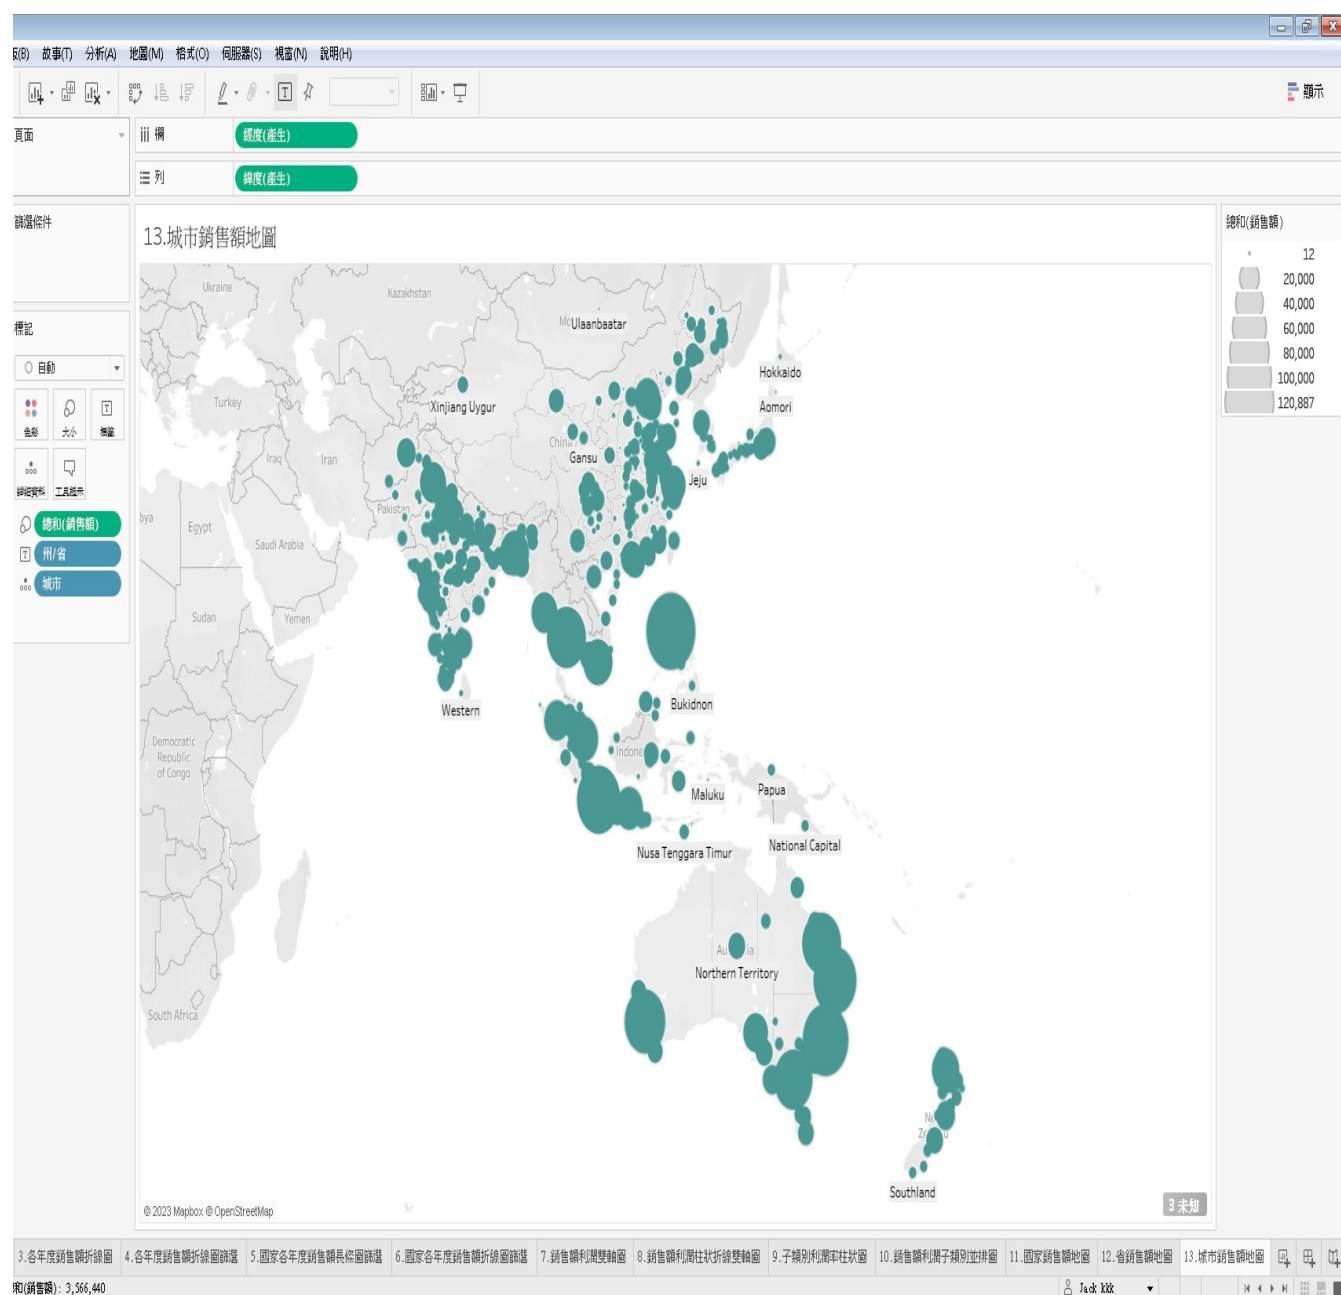 故事(T) 分析(A) 地圖(M) 格式(O) 伺服器(S) 視窗(N) 說明(H)
顯示
頁面
欄 經度(產生)
列 緯度(產生)
篩選條件
標記
自動
色彩 大小 標籤
詳細資料 工具提示
總和(銷售額)
州/省
城市
13.城市銷售額地圖
Ukraine
Kazakhstan
Ulaanbaatar
Hokkaido
Aomori
Turkey
Xinjiang Uygur
China
Gansu
Iraq
Iran
Jeju
Pakistan
Egypt
Saudi Arabia
Sudan
Yemen
Western
Bukidnon
Democratic
Republic
of Congo
Maluku
Papua
Nusa Tenggara Timur
National Capital
Northern Territory
South Africa
Southland
© 2023 Mapbox © OpenStreetMap
3 未知
總和(銷售額)
12
20,000
40,000
60,000
80,000
100,000
120,887
3.各年度銷售額折線圖 4.各年度銷售額折線圖篩選 5.國家各年度銷售額長條圖篩選 6.國家各年度銷售額折線圖篩選 7.銷售額利潤雙軸圖 8.銷售額利潤柱狀折線雙軸圖 9.子類別利潤率柱狀圖 10.銷售額利潤子類別並排圖 11.國家銷售額地圖 12.省銷售額地圖 13.城市銷售額地圖
和(銷售額): 3,566,440
Jack kkk